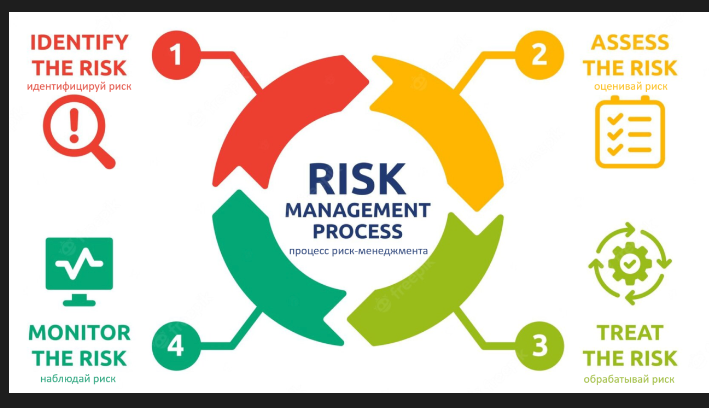 IDENTIFY
THE RISK
идентифицируй риск
1
2
ASSESS
THE RISK
оценивай риск
RISK
MANAGEMENT
PROCESS
процесс риск-менеджмента
MONITOR
THE RISK
наблюдай риск
4
3
TREAT
THE RISK
обрабатывай риск